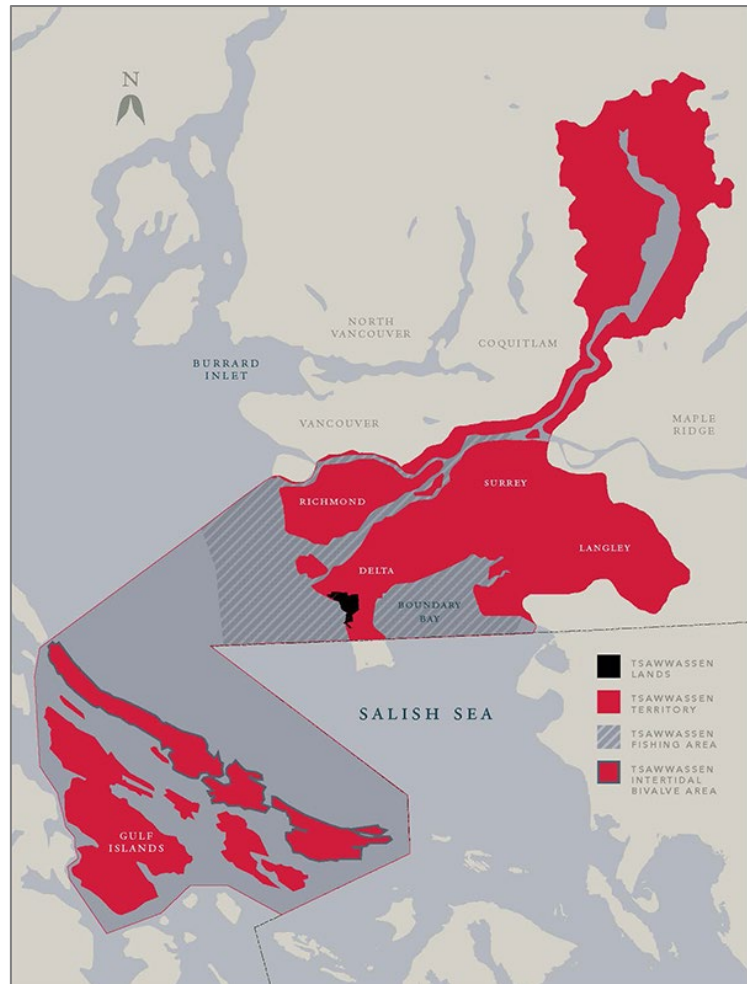 N
NORTH
VANCOUVER
COQUITLAM
BURRARD
INLET
MAPLE
RIDGE
VANCOUVER
SURREY
RICHMOND
LANGLEY
DELTA
BOUNDARY
BAY
TSAWWASSEN
LANDS
TSAWWASSEN
TERRITORY
SALISH SEA
TSAWWASSEN
FISHING AREA
TSAWWASSEN
INTERTIDAL
BIVALVE AREA
GULF
ISLANDS